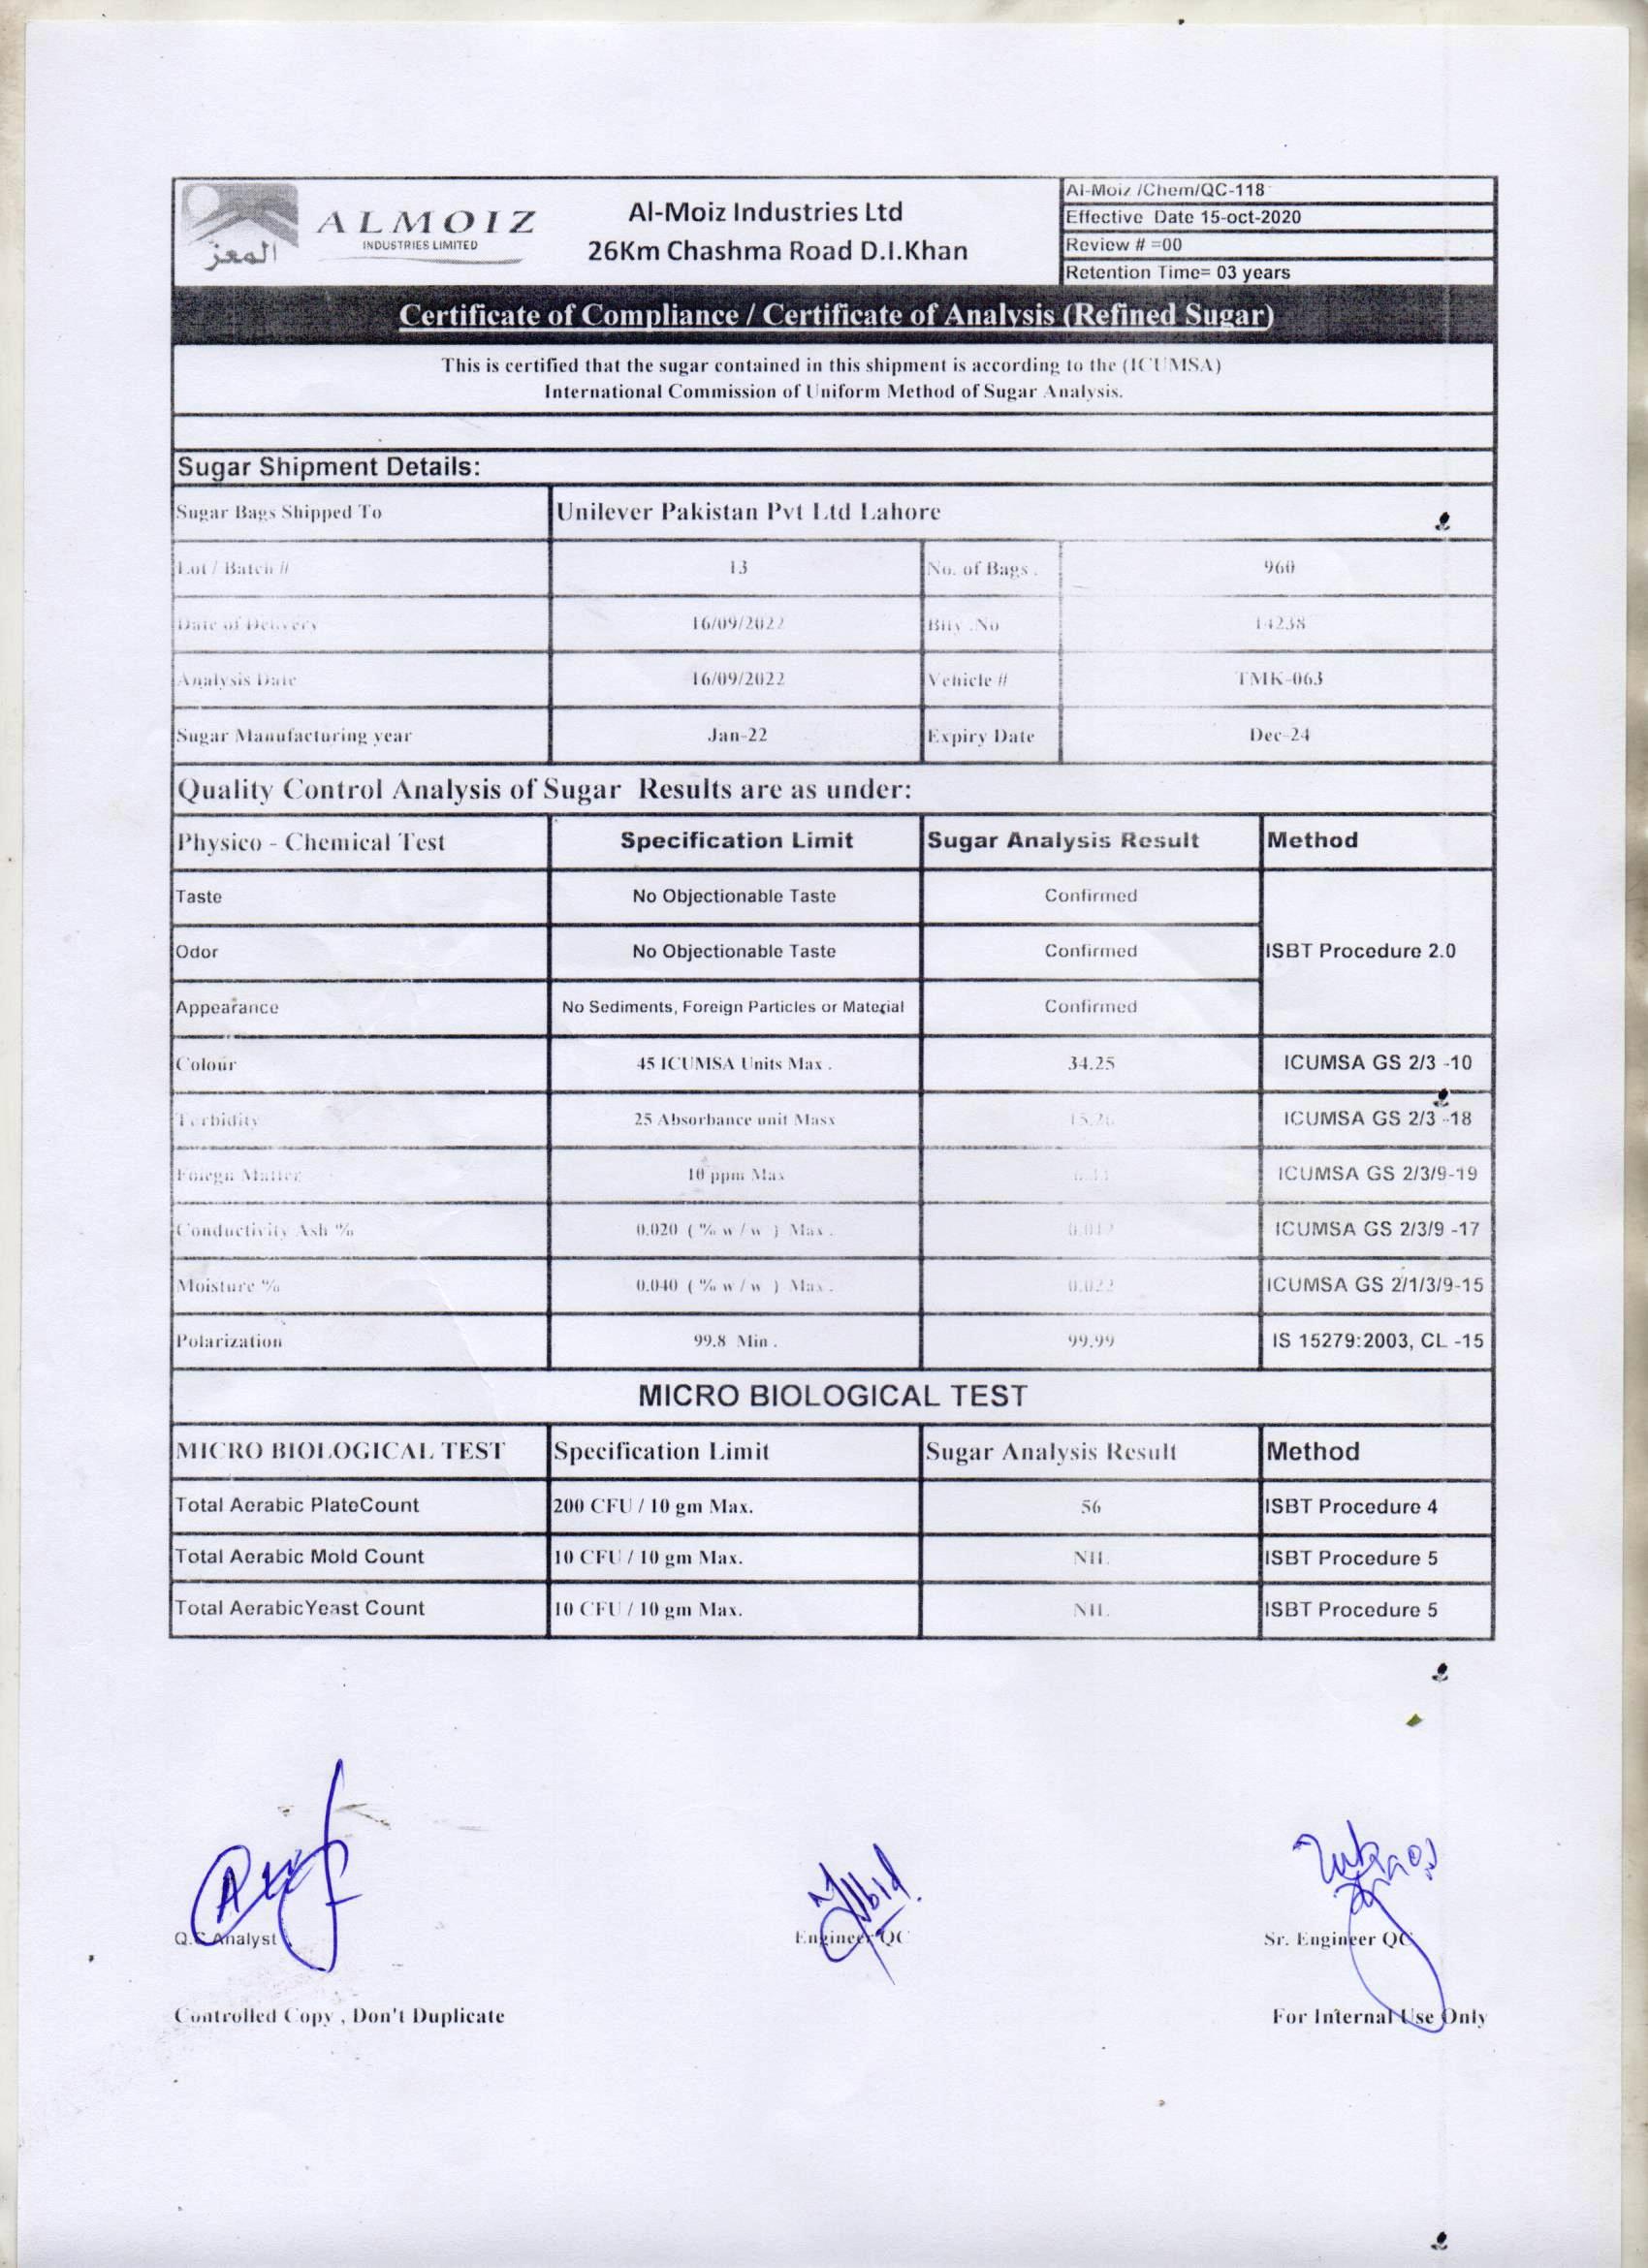 المعز
ALMOIZ
INDUSTRIES LIMITED
Al-Moiz Industries Ltd
26Km Chashma Road D.I.Khan
Al-Moiz /Chem/QC-118
Effective Date 15-oct-2020
Review # =00
Retention Time= 03 years
Certificate of Compliance / Certificate of Analysis (Refined Sugar)
This is certified that the sugar contained in this shipment is according to the (ICUMSA)
International Commission of Uniform Method of Sugar Analysis.
Sugar Shipment Details:
Sugar Bags Shipped To Unilever Pakistan Pvt Ltd Lahore
Lot / Batch # 13 No. of Bags . 960
Date of Delivery 16/09/2022 .No 14238
Analysis Date 16/09/2022 Vehicle # TMK-063
Sugar Manufacturing year Jan-22 Expiry Date Dec-24
Quality Control Analysis of Sugar Results are as under:
Physico - Chemical Test Specification Limit Sugar Analysis Result Method
Taste No Objectionable Taste Confirmed
Odor No Objectionable Taste Confirmed ISBT Procedure 2.0
Appearance No Sediments, Foreign Particles or Material Confirmed
Colour 45 ICUMSA Units Max . 34.25 ICUMSA GS 2/3 -10
Terbidity 25 Absorbance unit Masx ICUMSA GS 2/3 -18
Foiegn Matter 10 ppm Max ICUMSA GS 2/3/9-19
Conductivity Ash % 0.020 ( % w / w ) Max . ICUMSA GS 2/3/9 -17
Moisture % 0.040 ( % w / w ) Max . 0.022 ICUMSA GS 2/1/3/9-15
Polarization 99.8 Min . 99.99 IS 15279:2003, CL -15
MICRO BIOLOGICAL TEST
MICRO BIOLOGICAL TEST Specification Limit Sugar Analysis Result Method
Total Aerabic PlateCount 200 CFU / 10 gm Max. 56 ISBT Procedure 4
Total Aerabic Mold Count 10 CFU / 10 gm Max. NIL ISBT Procedure 5
Total AerabicYeast Count 10 CFU / 10 gm Max. NIL ISBT Procedure 5
Q.C Analyst Engineer QC Sr. Engineer QC
Controlled Copy , Don't Duplicate For Internal Use Only